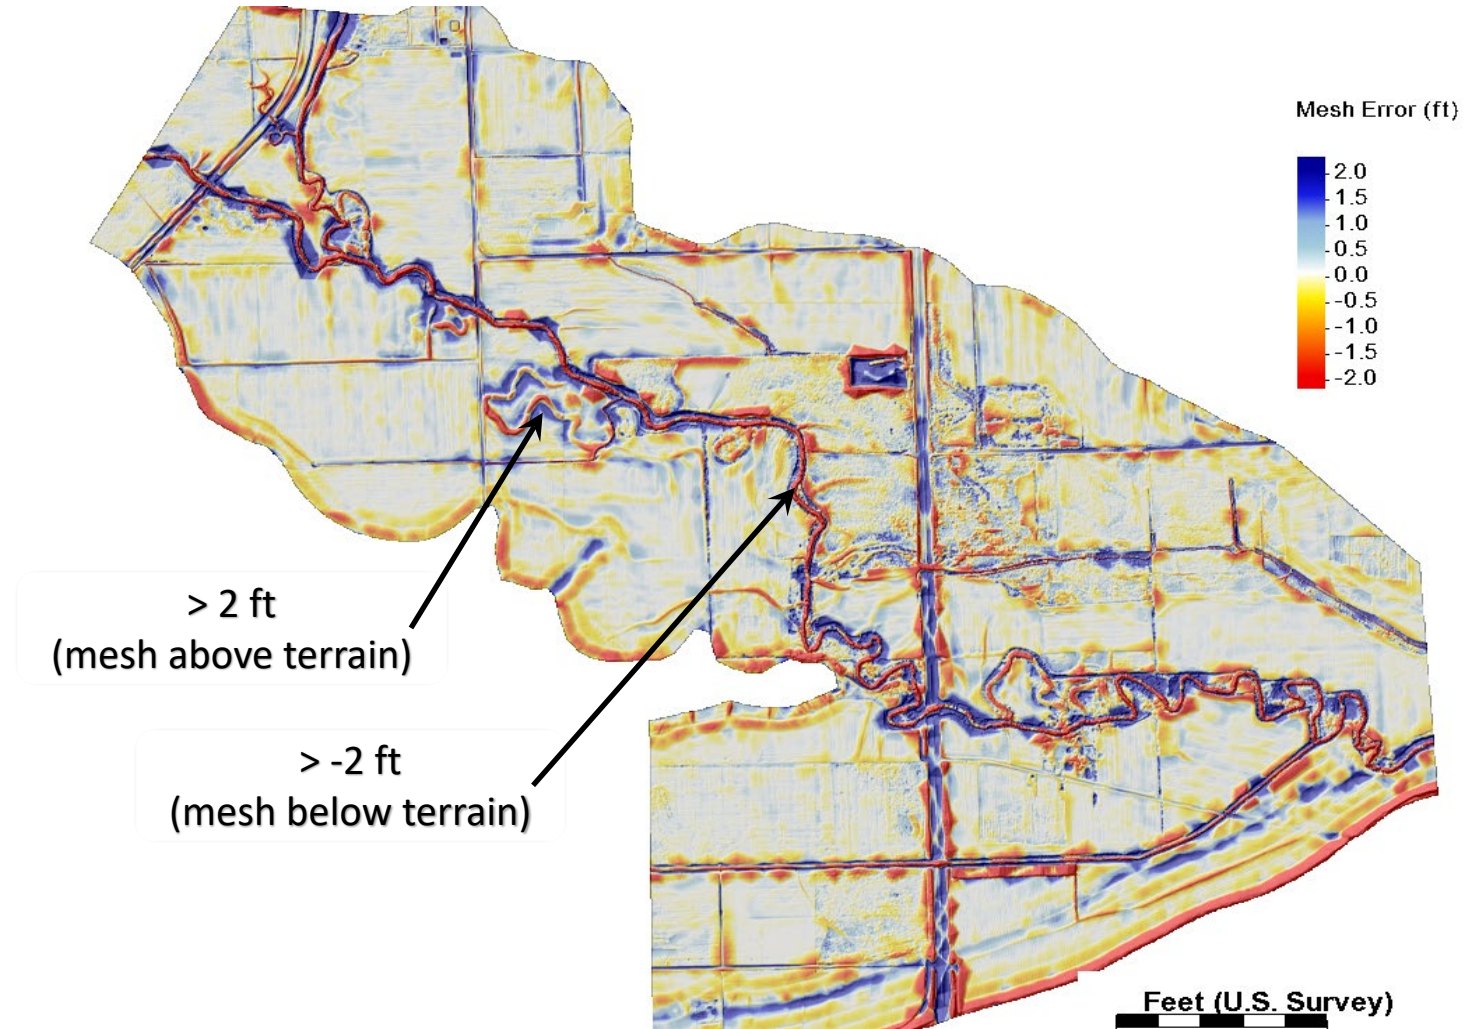 Mesh Error (ft)
2.0
1.5
1.0
0.5
0.0
-0.5
-1.0
-1.5
-2.0
> 2 ft
(mesh above terrain)
> -2 ft
(mesh below terrain)
Feet (U.S. Survey)